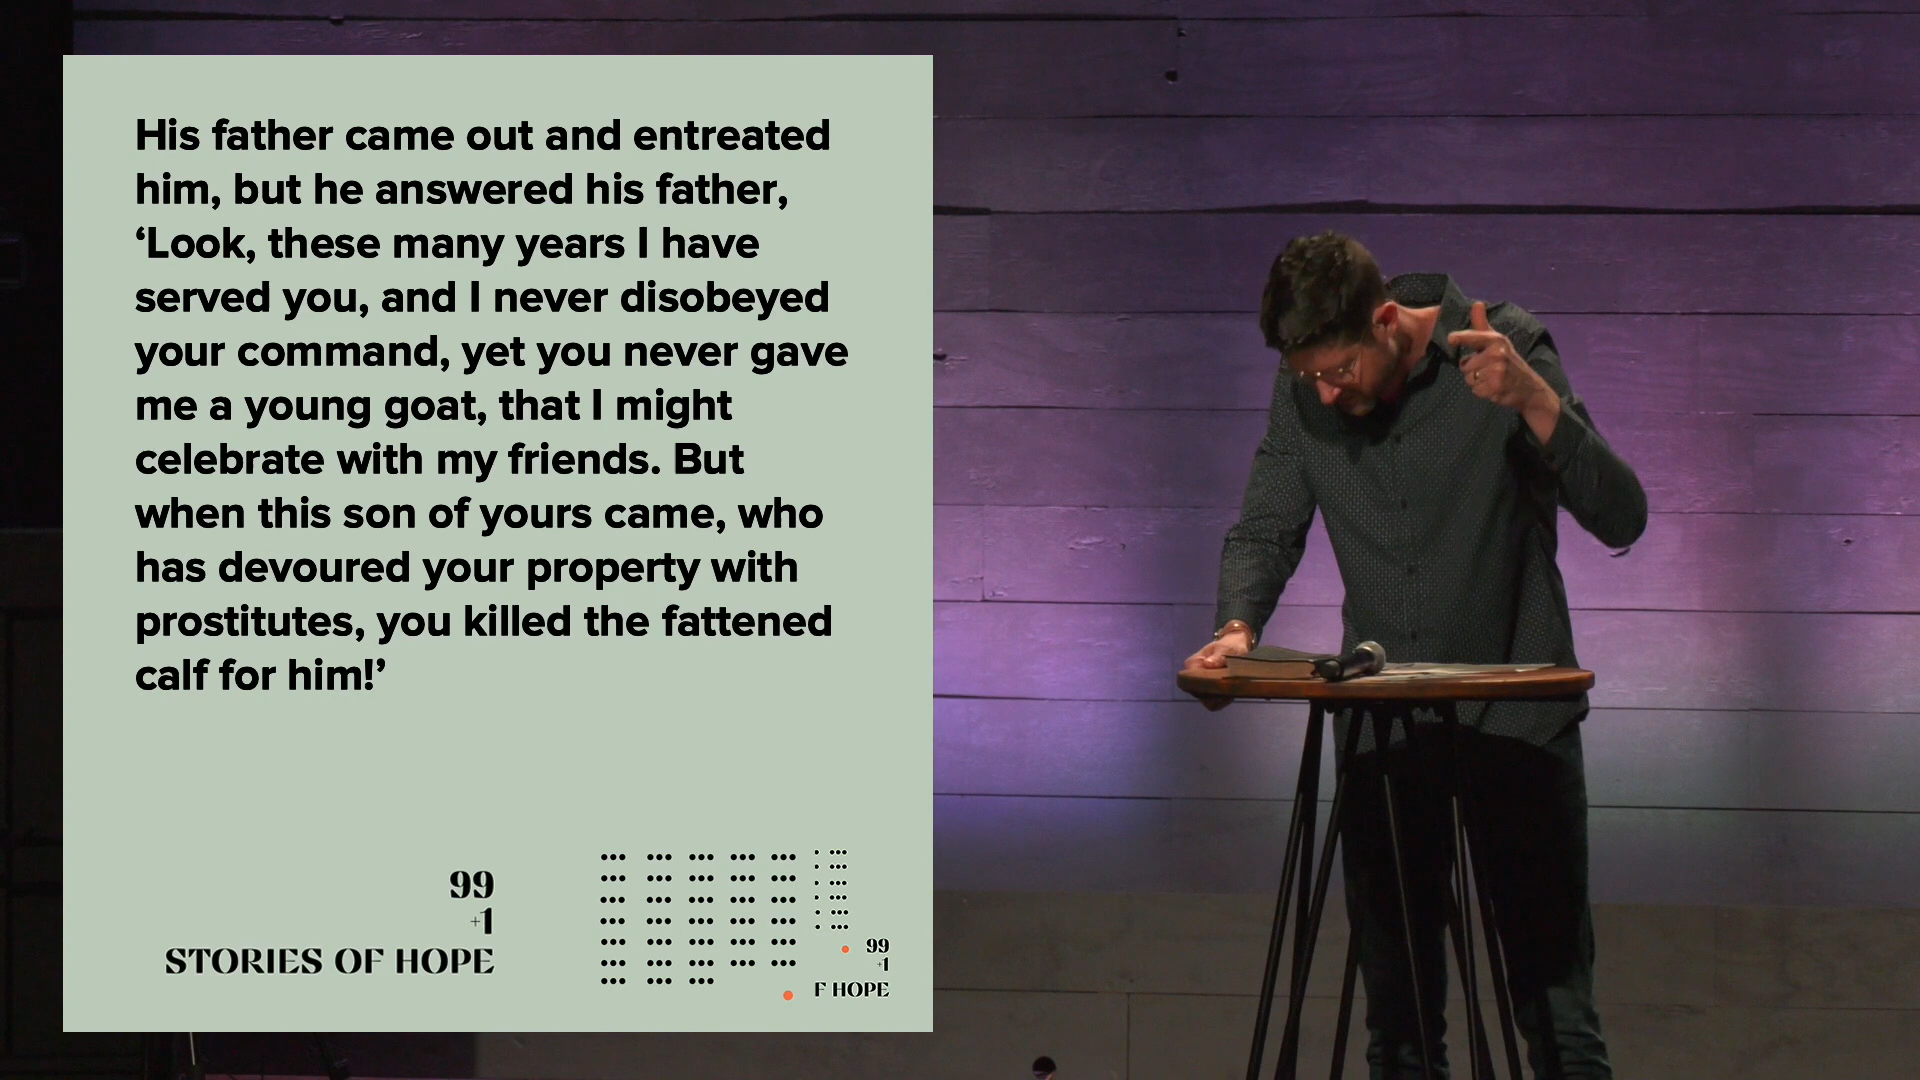 His father came out and entreated
him, but he answered his father,
‘Look, these many years I have
served you, and I never disobeyed
your command, yet you never gave
me a young goat, that I might
celebrate with my friends. But
when this son of yours came, who
has devoured your property with
prostitutes, you killed the fattened
calf for him!’
99
+1
STORIES OF HOPE
99
+1
F HOPE